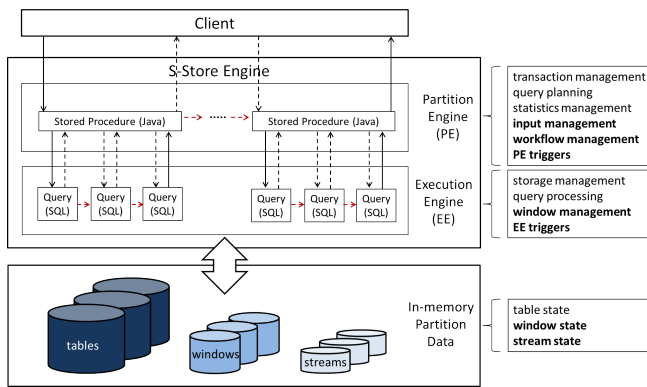 Client
S-Store Engine
Partition
Engine
(PE)
Stored Procedure (Java)
.....
Stored Procedure (Java)
transaction management
query planning
statistics management
input management
workflow management
PE triggers
Execution
Engine
(EE)
Query
(SQL)
Query
(SQL)
Query
(SQL)
Query
(SQL)
Query
(SQL)
Query
(SQL)
storage management
query processing
window management
EE triggers
tables
windows
streams
In-memory
Partition
Data
table state
window state
stream state